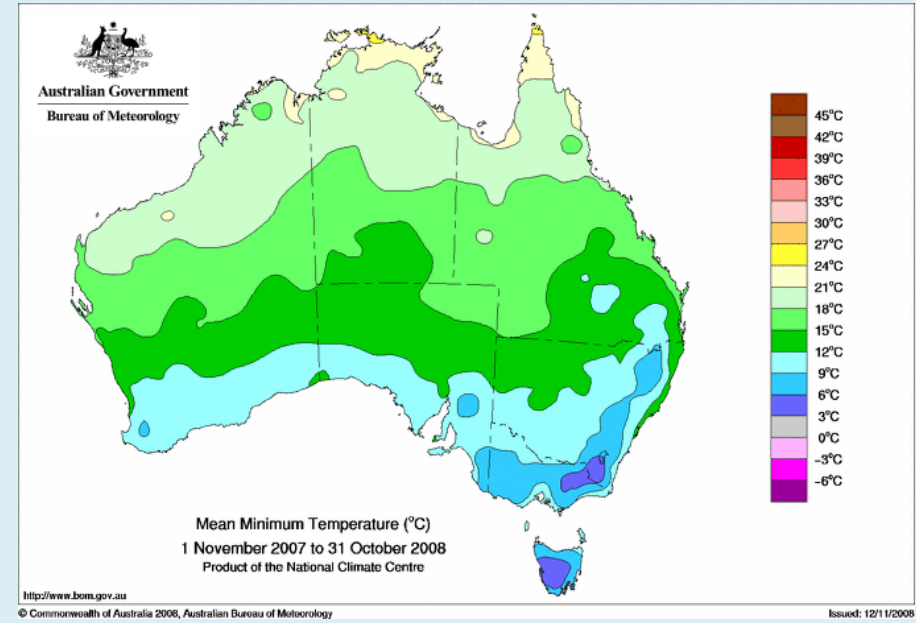 Australian Government
Bureau of Meteorology
45°C
42°C
39°C
36°C
33°C
30°C
27°C
24°C
21°C
18°C
15°C
12°C
9°C
6°C
3°C
0°C
-3°C
-6°C
Mean Minimum Temperature (°C)
1 November 2007 to 31 October 2008
Product of the National Climate Centre
http://www.bom.gov.au
© Commonwealth of Australia 2008, Australian Bureau of Meteorology
Issued: 12/11/2008